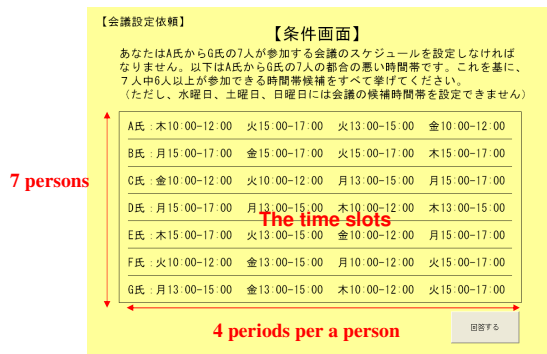 【会議設定依頼】
【条件画面】
あなたはA氏からG氏の7人が参加する会議のスケジュールを設定しなければ
なりません。以下はA氏からG氏の7人の都合の悪い時間帯です。これを基に、
７人中6人以上が参加できる時間帯候補をすべて挙げてください。
（ただし、水曜日、土曜日、日曜日には会議の候補時間帯を設定できません）
A氏：木10:00-12:00 火15:00-17:00 火13:00-15:00 金10:00-12:00
B氏：月15:00-17:00 金15:00-17:00 火15:00-17:00 木15:00-17:00
7 persons
C氏：金10:00-12:00 火10:00-12:00 月13:00-15:00 月15:00-17:00
D氏：月15:00-17:00 月13:00-15:00 木10:00-12:00 木13:00-15:00
The time slots
E氏：木15:00-17:00 火13:00-15:00 金10:00-12:00 月15:00-17:00
F氏：火10:00-12:00 金13:00-15:00 月10:00-12:00 火15:00-17:00
G氏：月13:00-15:00 金13:00-15:00 木10:00-12:00 火15:00-17:00
4 periods per a person
回答する